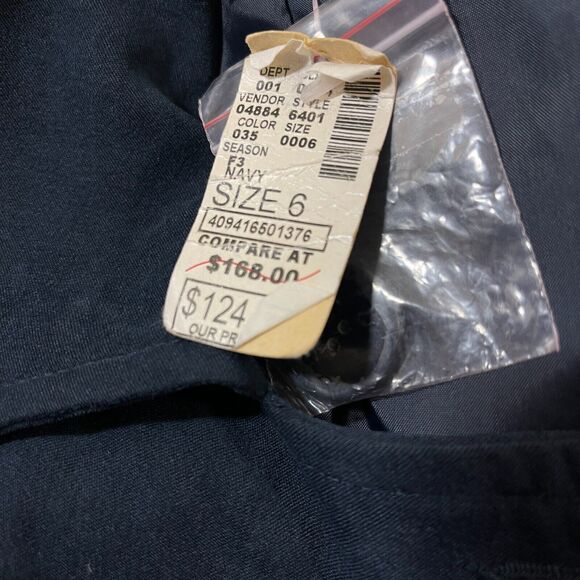 DEPT
001
VENDOR STYLE
04884 6401
COLOR SIZE
035 0006
SEASON
F3
NAVY
SIZE 6
409416501376
COMPARE AT
$168.00
$124
OUR PR